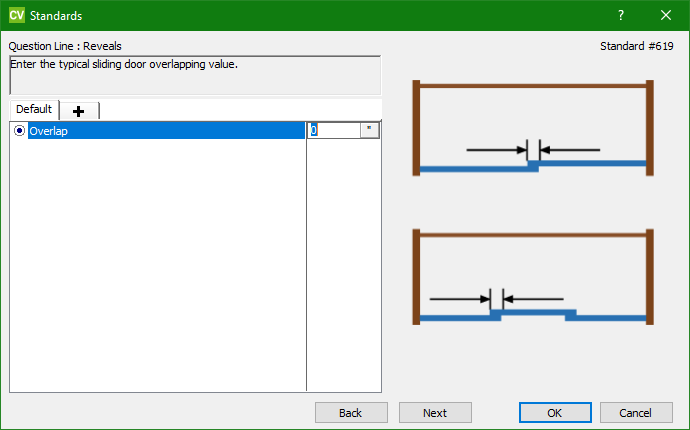 CV Standards ? ×
Question Line : Reveals Standard #619
Enter the typical sliding door overlapping value.
Default +
Overlap 0 "
Back Next OK Cancel